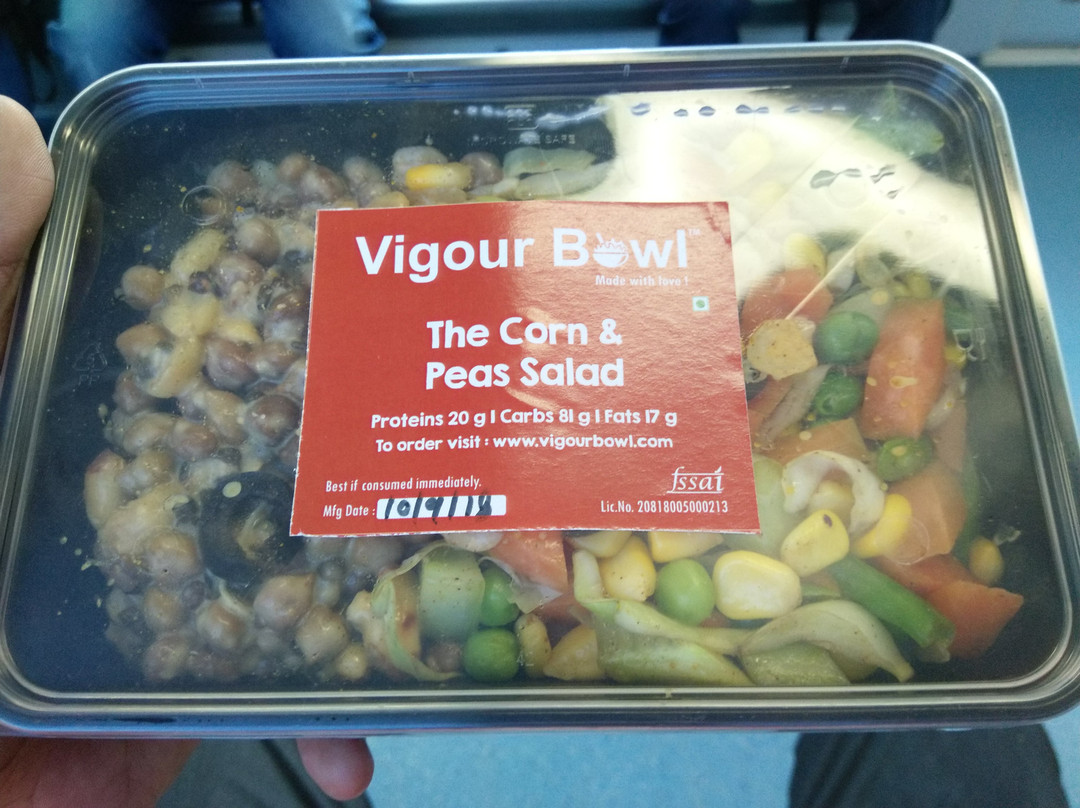 Vigour Bowl™
Made with love !
The Corn &
Peas Salad
Proteins 20 g | Carbs 81 g | Fats 17 g
To order visit : www.vigourbowl.com
Best if consumed immediately.
Mfg Date : 10/9/18
fssai
Lic.No. 20818005000213